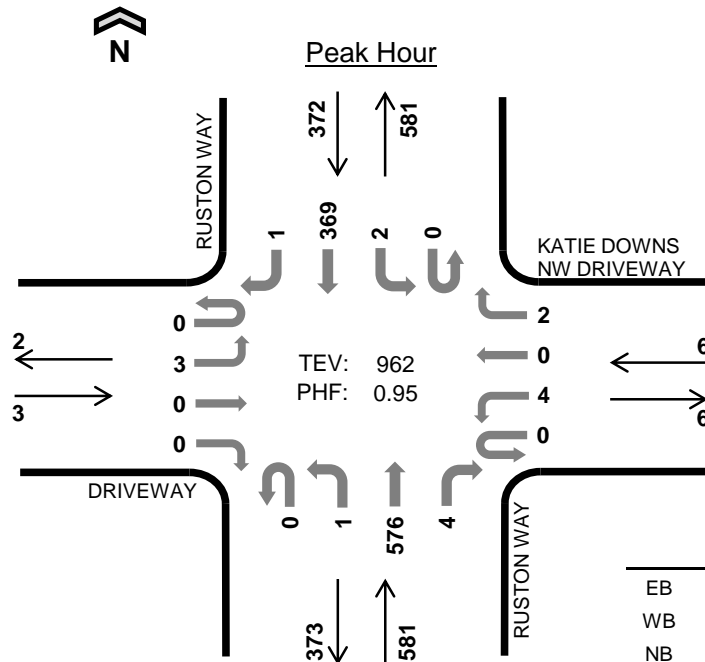 N
Peak Hour
372
581
RUSTON WAY
1
369
2
0
KATIE DOWNS
NW DRIVEWAY
0
2
2
6
3
TEV: 962
0
0
PHF: 0.95
4
3
6
0
0
DRIVEWAY
0
1
576
4
RUSTON WAY
373
581
EB
WB
NB